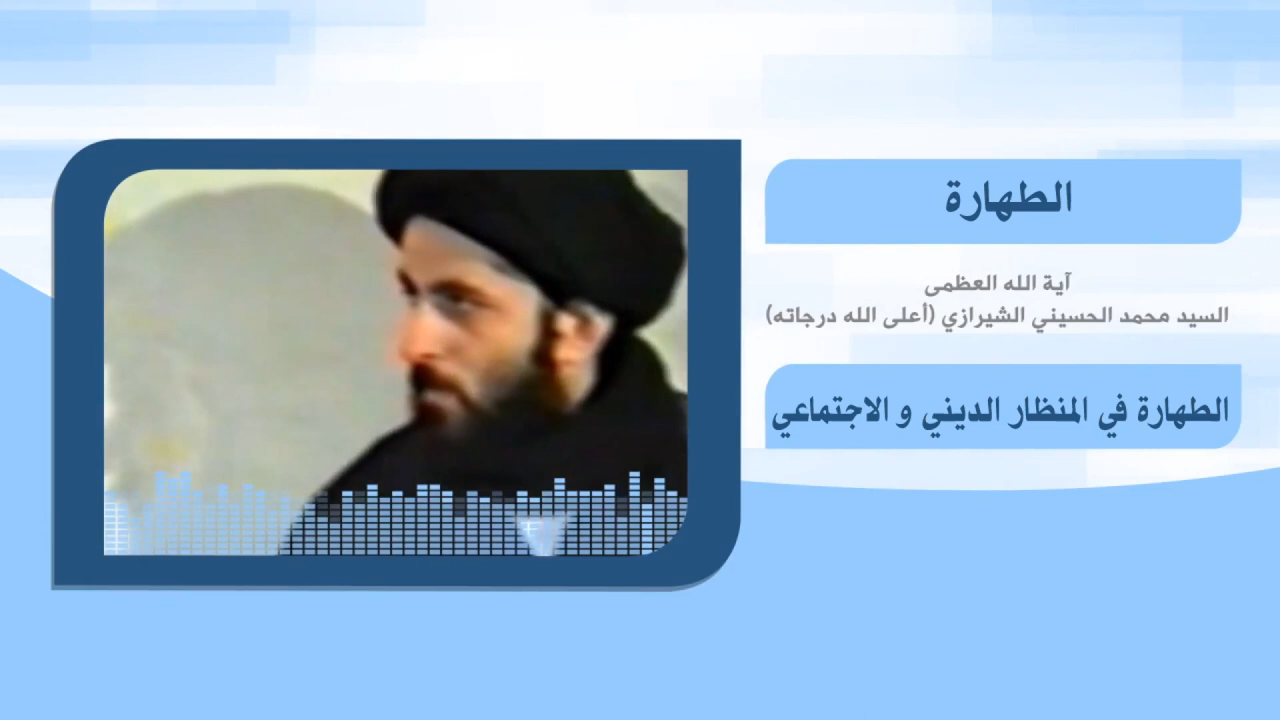 الطهارة
آية الله العظمى
السيد محمد الحسيني الشيرازي (أعلى الله درجاته)
الطهارة في المنظار الديني و الاجتماعي